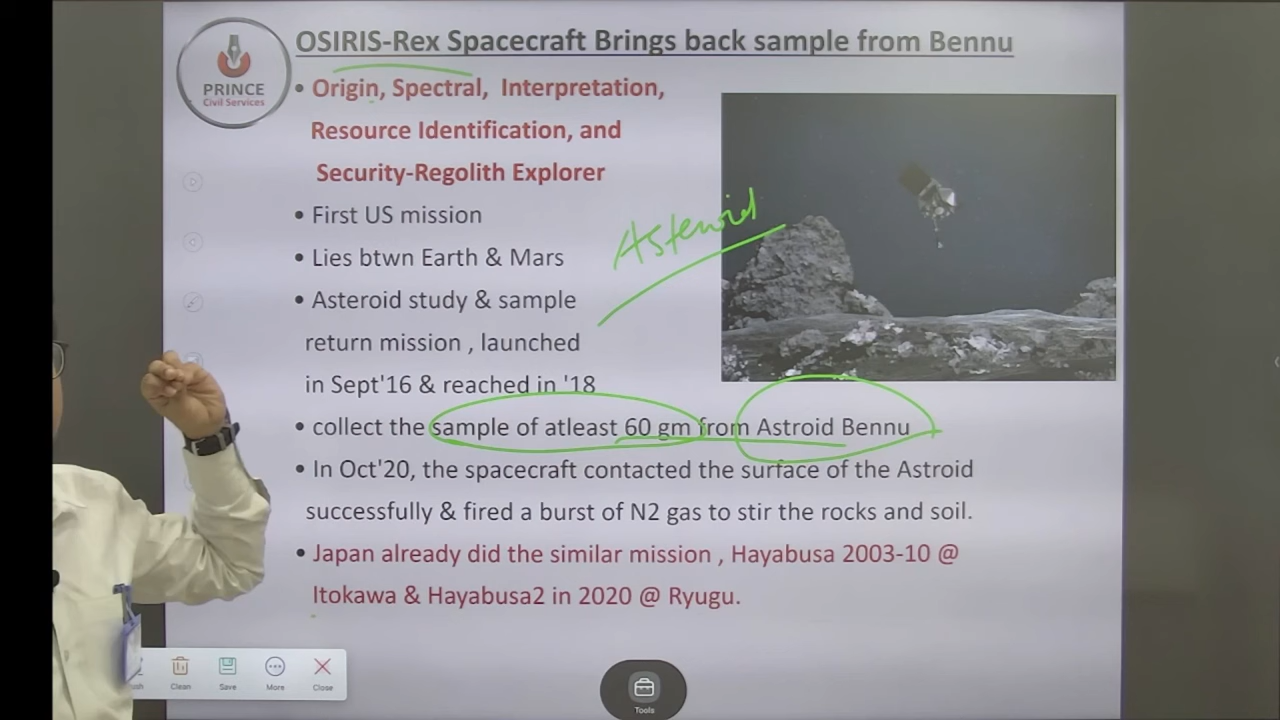 OSIRIS-Rex Spacecraft Brings back sample from Bennu
PRINCE
Civil Services
• Origin, Spectral, Interpretation,
Resource Identification, and
Security-Regolith Explorer
• First US mission
• Lies btwn Earth & Mars
Asteroid
• Asteroid study & sample
return mission , launched
in Sept'16 & reached in '18
• collect the sample of atleast 60 gm from Astroid Bennu
• In Oct'20, the spacecraft contacted the surface of the Astroid
successfully & fired a burst of N2 gas to stir the rocks and soil.
• Japan already did the similar mission , Hayabusa 2003-10 @
Itokawa & Hayabusa2 in 2020 @ Ryugu.
Clean
Save
More
Close
Tools